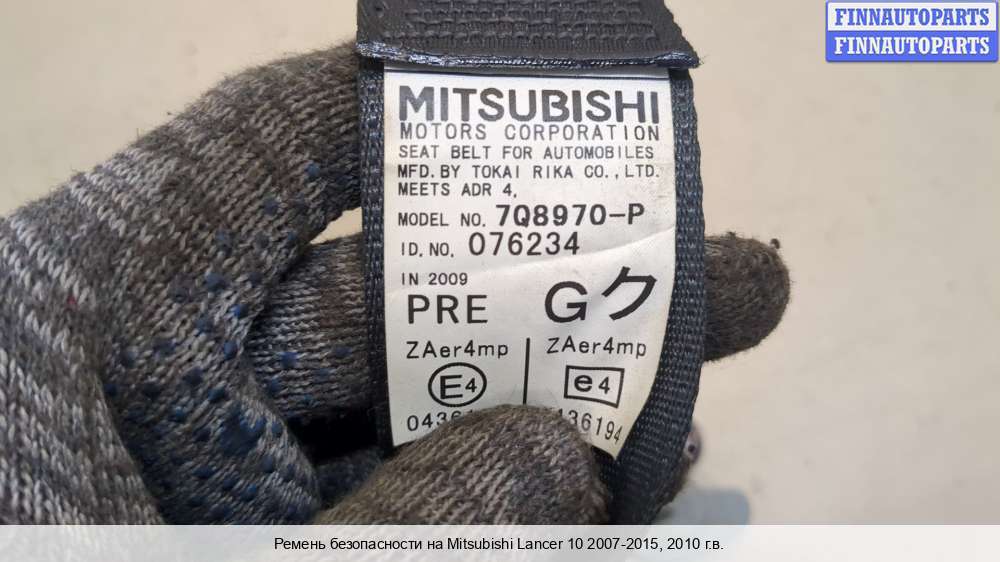 FINNAUTOPARTS
FINNAUTOPARTS
MITSUBISHI
MOTORS CORPORATION
SEAT BELT FOR AUTOMOBILES
MFD. BY TOKAI RIKA CO., LTD.
MEETS ADR 4,
MODEL NO. 7Q8970-P
ID. NO. 076234
IN 2009
PRE Gク
ZAer4mp ZAer4mp
E4 e4
Ремень безопасности на Mitsubishi Lancer 10 2007-2015, 2010 г.в.